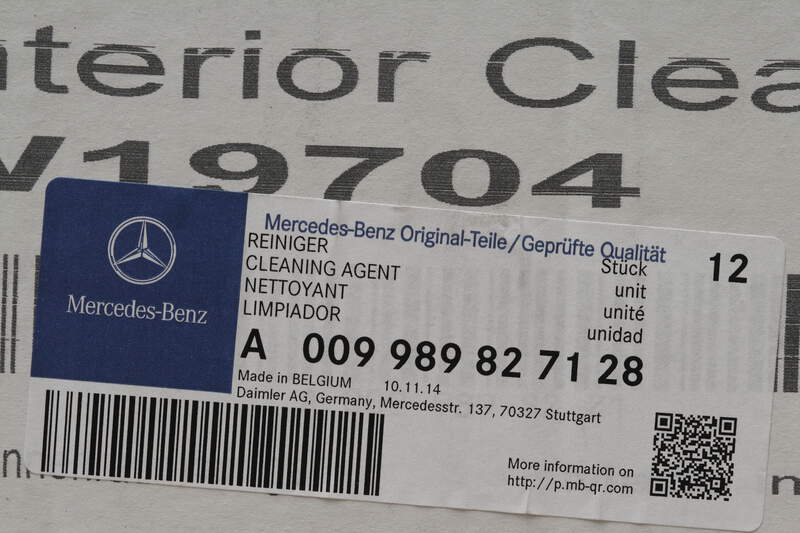 nterior Clea
V19704
Mercedes-Benz
Mercedes-Benz Original-Teile/Geprüfte Qualität
REINIGER Stück 12
CLEANING AGENT unit
NETTOYANT unité
LIMPIADOR unidad
A 009 989 82 71 28
Made in BELGIUM 10.11.14
Daimler AG, Germany, Mercedesstr. 137, 70327 Stuttgart
More information on
http://p.mb-qr.com